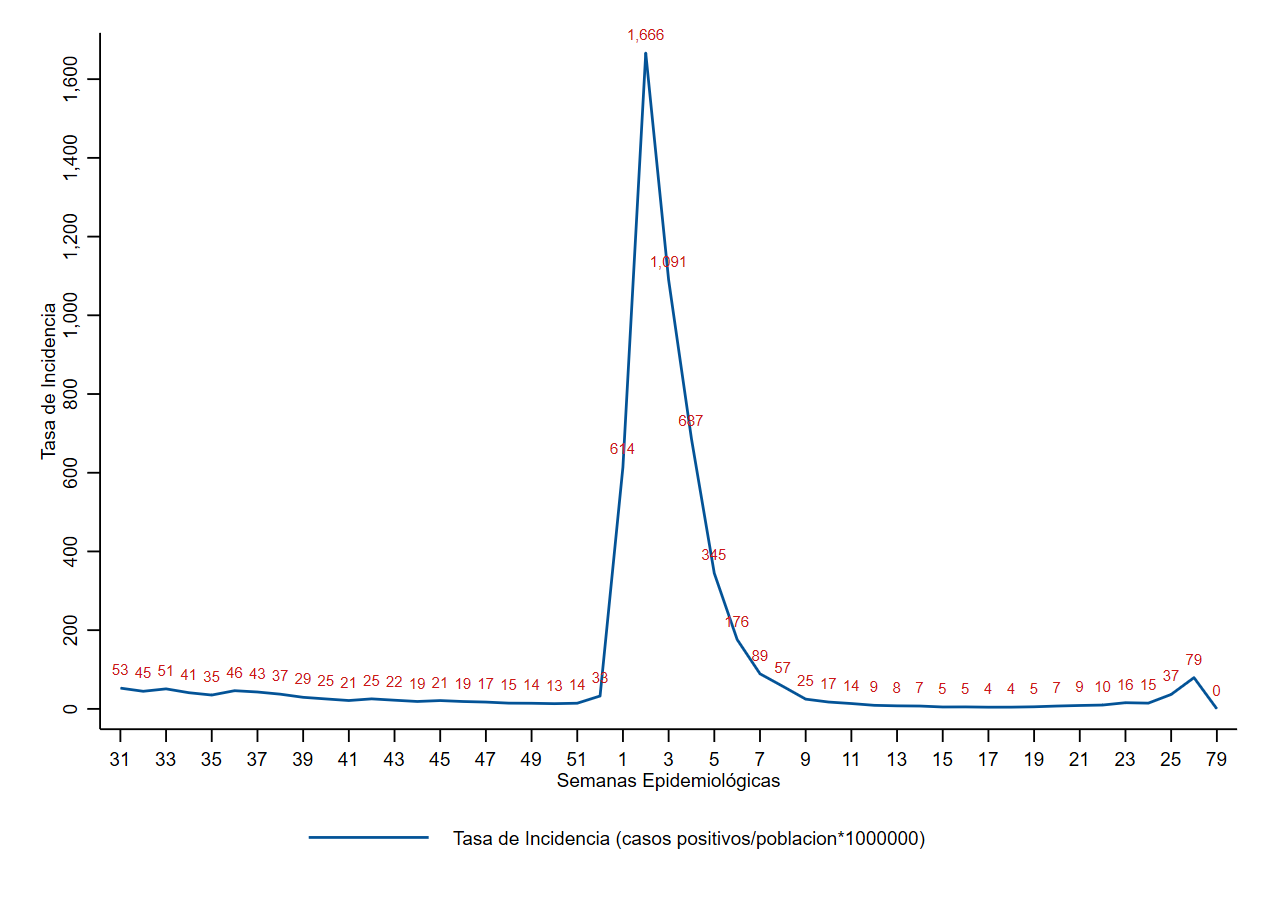 1,666
1,600
1,400
1,200
1,091
1,000
800
687
614
600
400
345
200
176
89
57
53 45 51 41 35 46 43 37 29 25 21 25 22 19 21 19 17 15 14 13 14 33
25 17 14 9 8 7 5 5 4 4 5 7 9 10 16 15 37 79 0
0
Tasa de Incidencia
31 33 35 37 39 41 43 45 47 49 51 1 3 5 7 9 11 13 15 17 19 21 23 25 79
Semanas Epidemiológicas
Tasa de Incidencia (casos positivos/poblacion*1000000)